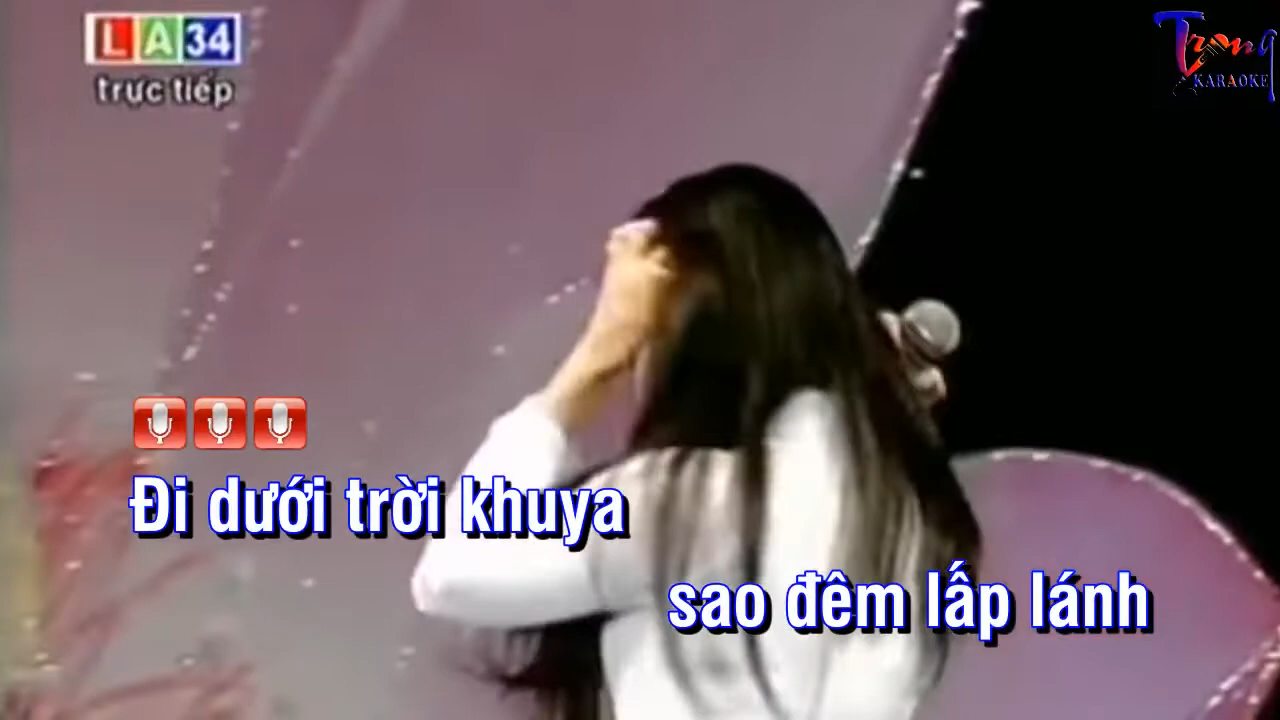 LA34
trực tiếp
Trọng
KARAOKE
Đi dưới trời khuya
sao đêm lấp lánh